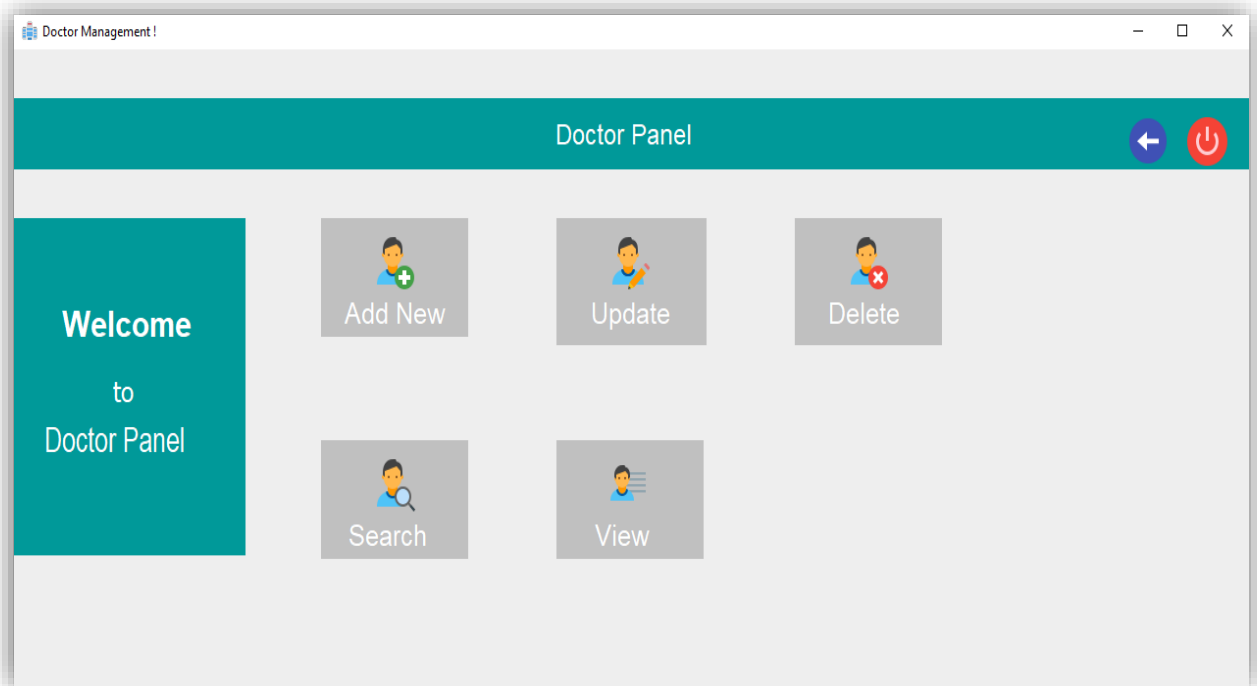 Doctor Management !
Doctor Panel
Welcome
to
Doctor Panel
Add New
Update
Delete
Search
View